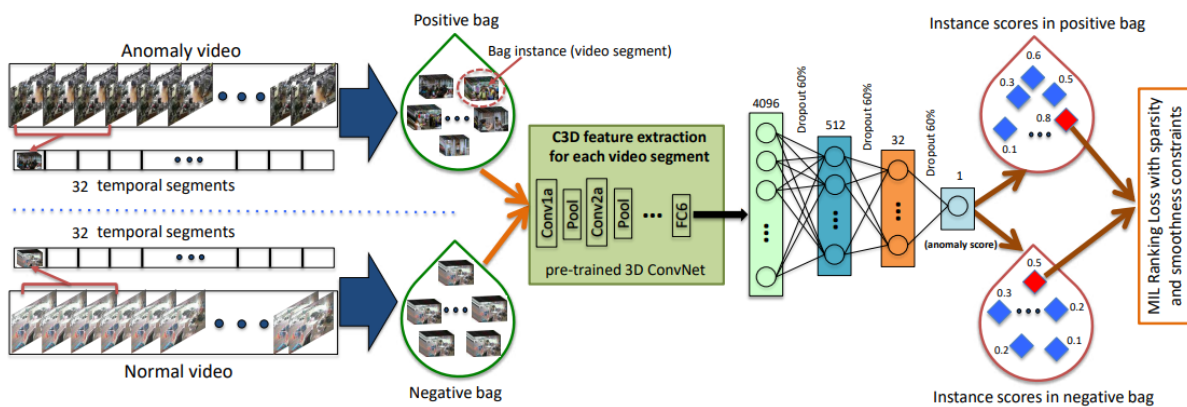 Anomaly video
32 temporal segments
32 temporal segments
Normal video
Positive bag
Bag instance (video segment)
Negative bag
C3D feature extraction
for each video segment
Conv1a
Pool
Conv2a
Pool
FC6
pre-trained 3D ConvNet
4096
Dropout 60%
512
Dropout 60%
32
Dropout 60%
1
(anomaly score)
Instance scores in positive bag
0.6
0.3
0.5
0.8
0.1
0.5
0.3
0.2
0.2
0.1
Instance scores in negative bag
MIL Ranking Loss with sparsity
and smoothness constraints